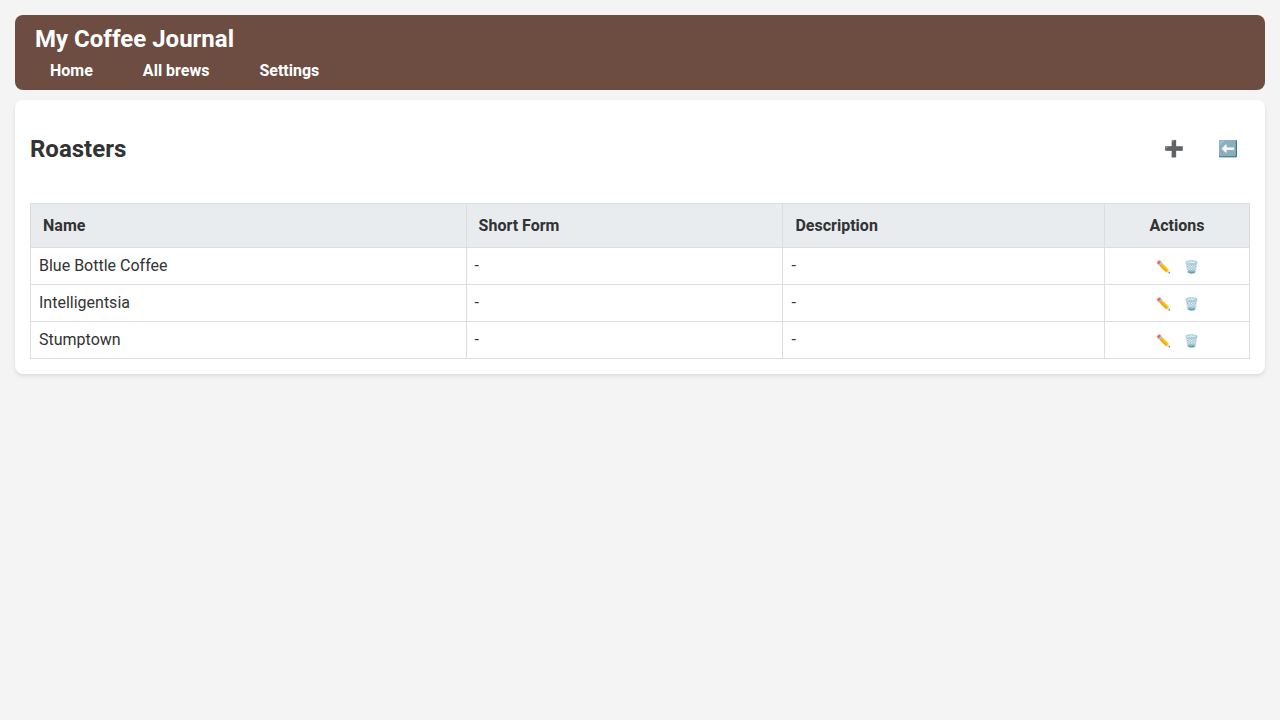 My Coffee Journal
Home All brews Settings
Roasters
Name Short Form Description Actions
Blue Bottle Coffee - -
Intelligentsia - -
Stumptown - -